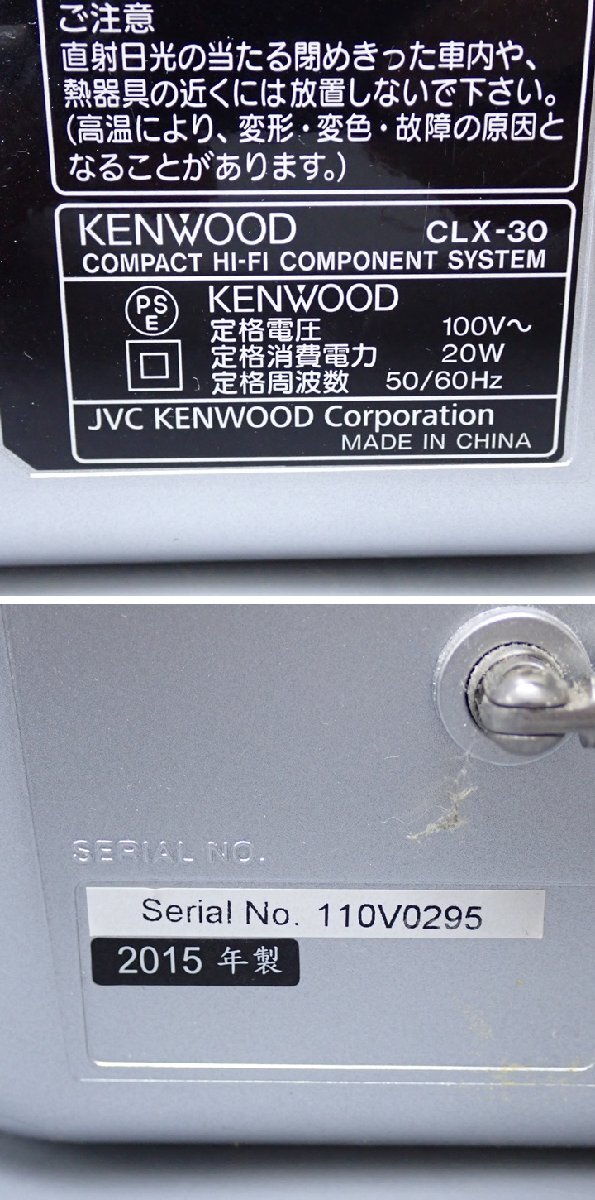 ご注意
直射日光の当たる閉めきった車内や、
熱器具の近くには放置しないで下さい。
(高温により、変形・変色・故障の原因と
なることがあります。)
KENWOOD CLX-30
COMPACT HI-FI COMPONENT SYSTEM
PS
E
KENWOOD
定格電圧 100V～
定格消費電力 20W
定格周波数 50/60Hz
JVC KENWOOD Corporation
MADE IN CHINA
SERIAL NO.
Serial No. 110V0295
2015 年製